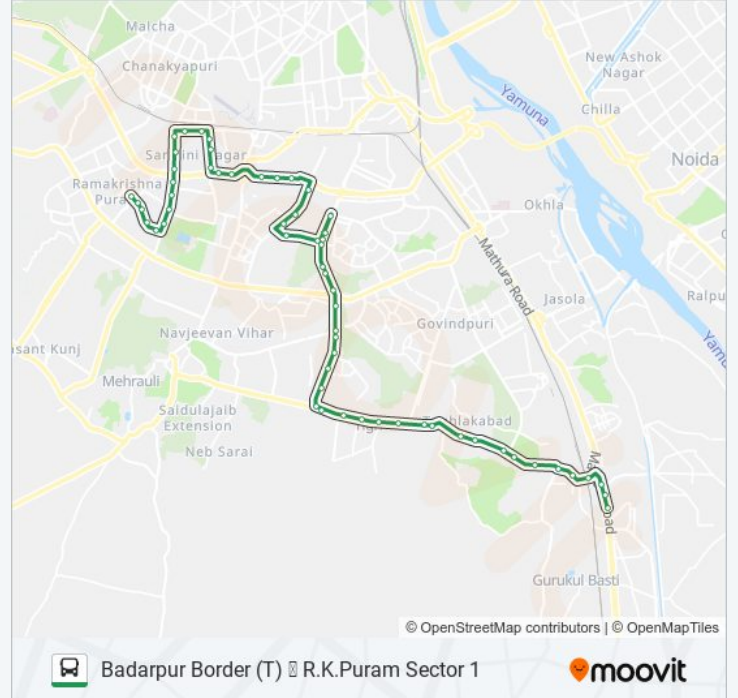 Malcha
Chanakyapuri
New Ashok
Nagar
Yamuna
Chilla
Sarojini Nagar
Noida
Ramakrishna
Puram
Okhla
Mathura Road
Jasola
Ralpu
Govindpuri
Navjeevan Vihar
asant Kunj
Yamu
Mehrauli
Saidulajaib
Extension
Tughlakabad
Neb Sarai
Gurukul Basti
© OpenStreetMap contributors | © OpenMapTiles
Badarpur Border (T) R.K.Puram Sector 1
moovit